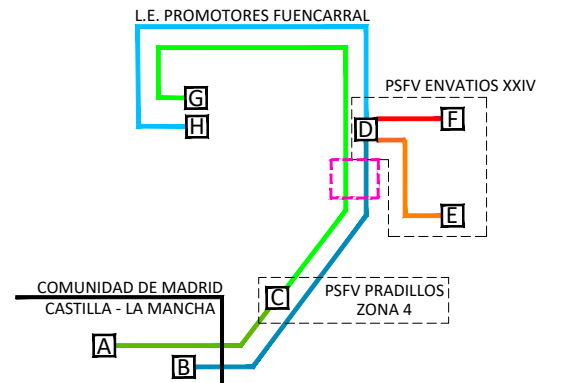 L.E. PROMOTORES FUENCARRAL
PSFV ENVATIOS XXIV
G
H
D
F
E
COMUNIDAD DE MADRID
CASTILLA - LA MANCHA
C
PSFV PRADILLOS
ZONA 4
A
B